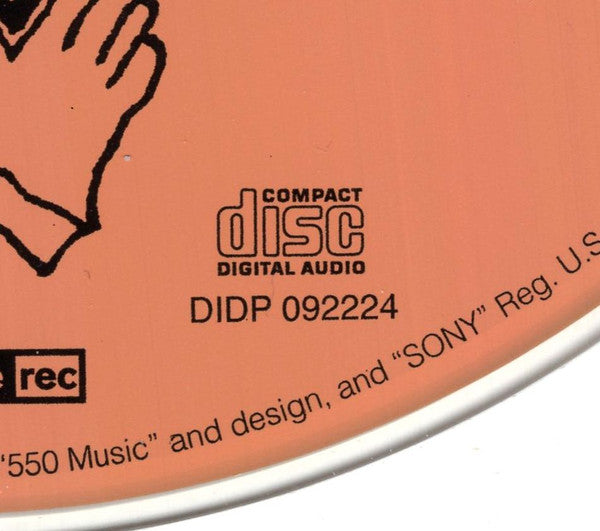 COMPACT
disc
DIGITAL AUDIO
DIDP 092224
e rec
"550 Music" and design, and "SONY" Reg. U.S